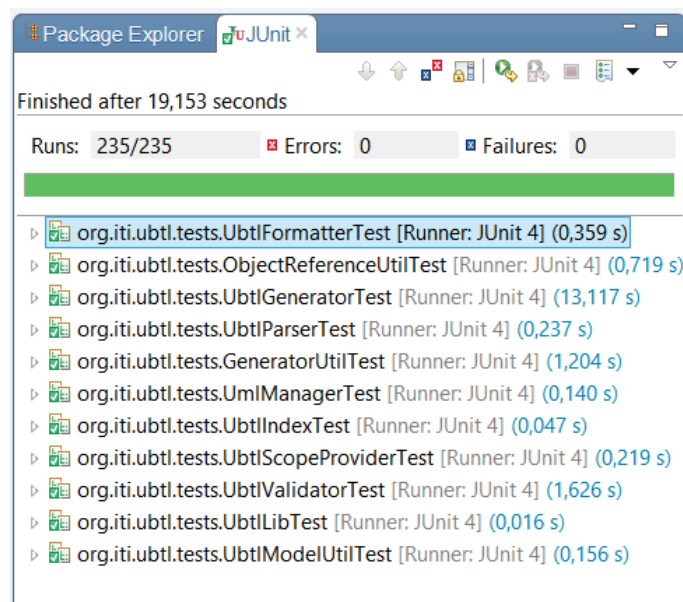 Package Explorer JUnit
Finished after 19,153 seconds
Runs: 235/235 Errors: 0 Failures: 0
org.iti.ubtl.tests.UbtlFormatterTest [Runner: JUnit 4] (0,359 s)
org.iti.ubtl.tests.ObjectReferenceUtilTest [Runner: JUnit 4] (0,719 s)
org.iti.ubtl.tests.UbtlGeneratorTest [Runner: JUnit 4] (13,117 s)
org.iti.ubtl.tests.UbtlParserTest [Runner: JUnit 4] (0,237 s)
org.iti.ubtl.tests.GeneratorUtilTest [Runner: JUnit 4] (1,204 s)
org.iti.ubtl.tests.UmlManagerTest [Runner: JUnit 4] (0,140 s)
org.iti.ubtl.tests.UbtlIndexTest [Runner: JUnit 4] (0,047 s)
org.iti.ubtl.tests.UbtlScopeProviderTest [Runner: JUnit 4] (0,219 s)
org.iti.ubtl.tests.UbtlValidatorTest [Runner: JUnit 4] (1,626 s)
org.iti.ubtl.tests.UbtlLibTest [Runner: JUnit 4] (0,016 s)
org.iti.ubtl.tests.UbtlModelUtilTest [Runner: JUnit 4] (0,156 s)